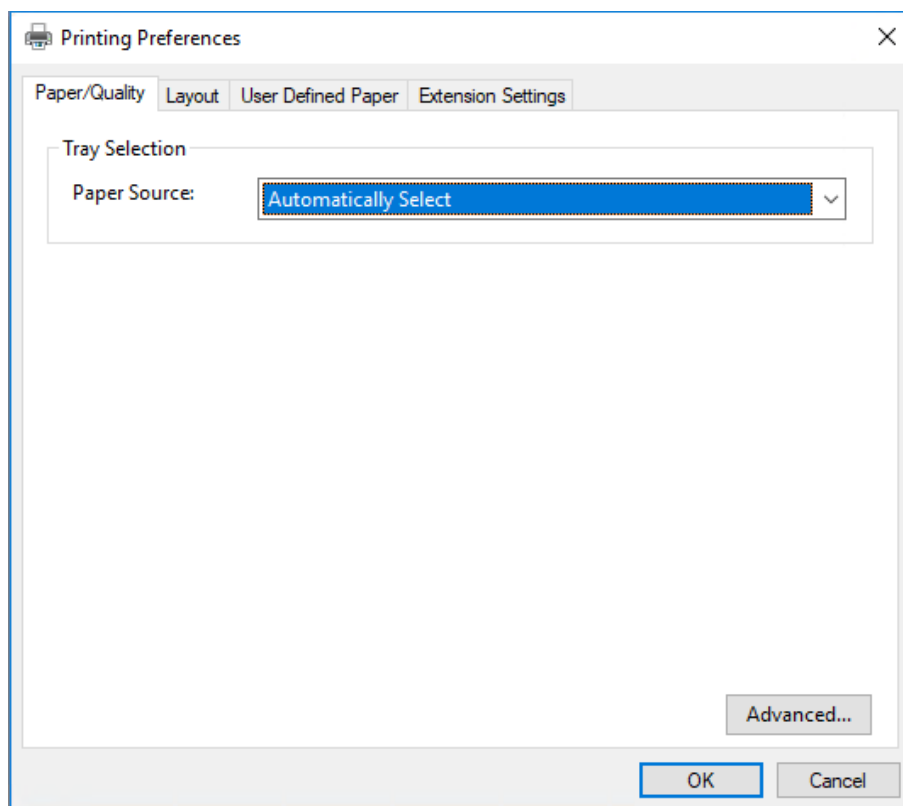 Printing Preferences
Paper/Quality Layout User Defined Paper Extension Settings
Tray Selection
Paper Source: Automatically Select
Advanced...
OK Cancel